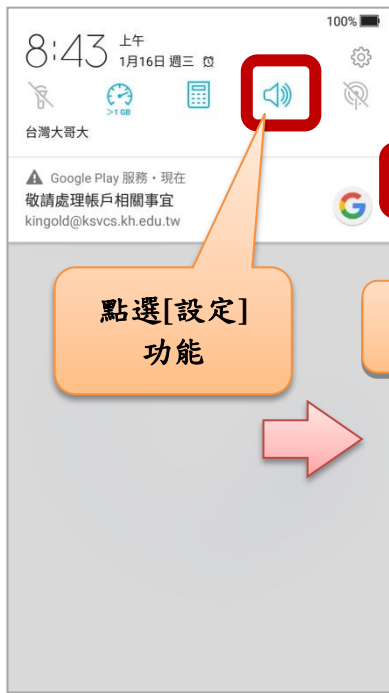 100%
8:43 上午
1月16日 週三
>1 GB
台灣大哥大
Google Play 服務・現在
敬請處理帳戶相關事宜
kingold@ksvcs.kh.edu.tw
G
點選[設定]
功能